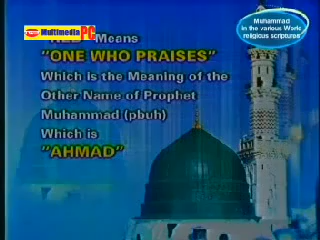 Multimedia PC
Means
"ONE WHO PRAISES"
Which is the Meaning of the
Other Name of Prophet
Muhammad (pbuh)
Which is
"AHMAD"
Muhammad
in the various World
religious scriptures